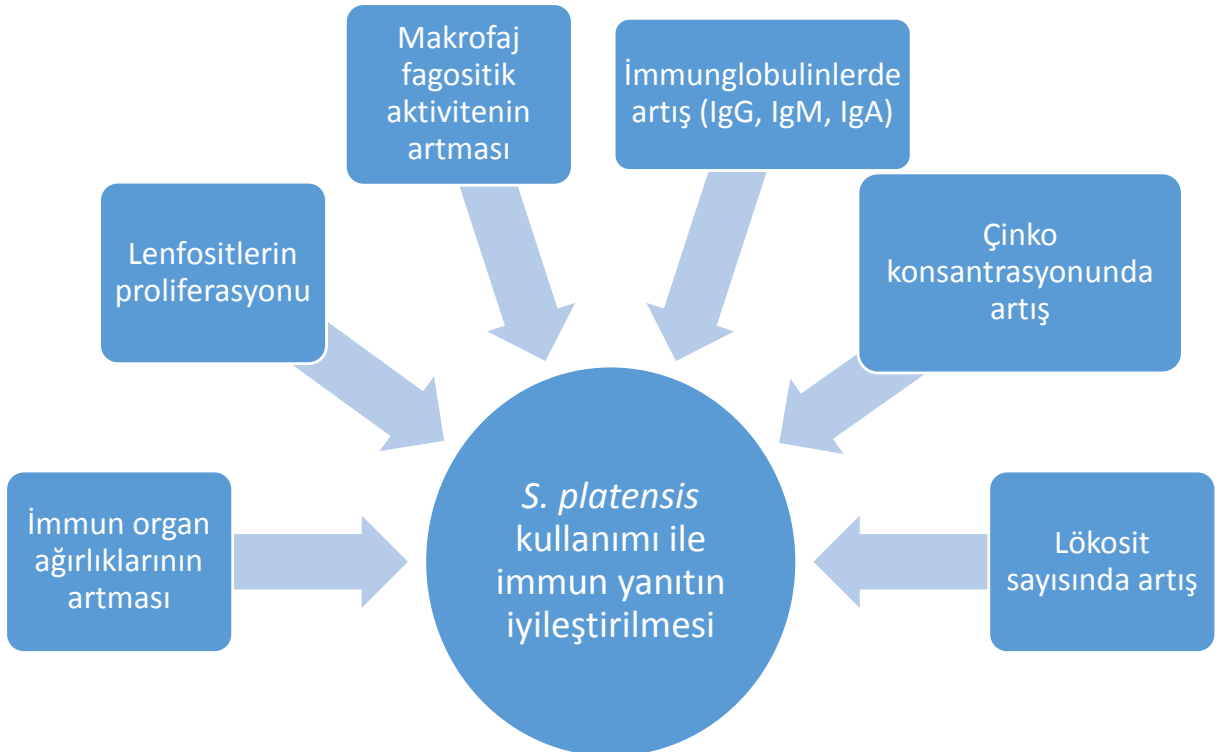 Makrofaj
fagositik
aktivitenin
artması
İmmunglobulinlerde
artış (IgG, IgM, IgA)
Lenfositlerin
proliferasyonu
Çinko
konsantrasyonunda
artış
İmmun organ
ağırlıklarının
artması
S. platensis
kullanımı ile
immun yanıtın
iyileştirilmesi
Lökosit
sayısında artış